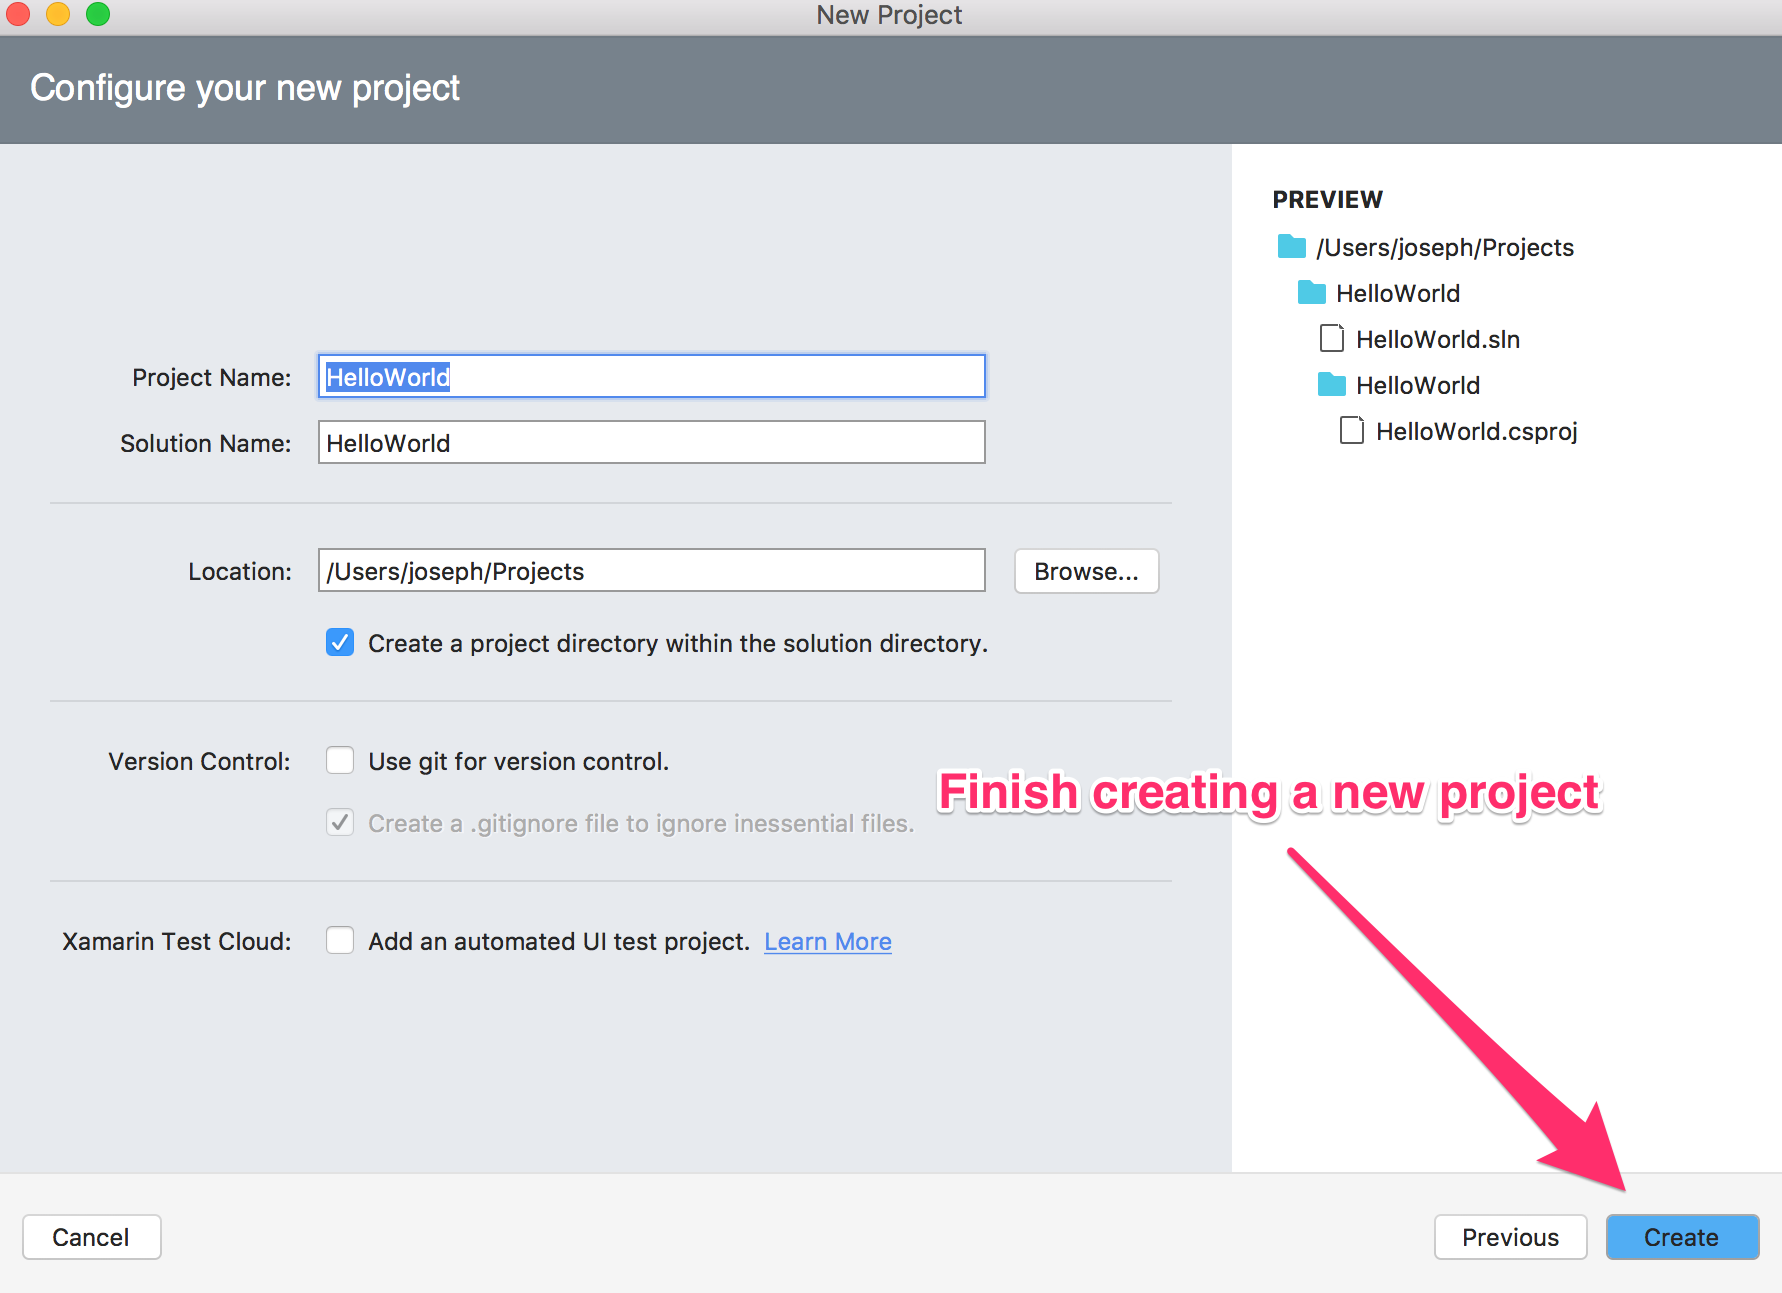 New Project
Configure your new project
Project Name: HelloWorld
Solution Name: HelloWorld
Location: /Users/joseph/Projects Browse...
Create a project directory within the solution directory.
Version Control: Use git for version control.
Create a .gitignore file to ignore inessential files.
Xamarin Test Cloud: Add an automated UI test project. Learn More
PREVIEW
/Users/joseph/Projects
HelloWorld
HelloWorld.sln
HelloWorld
HelloWorld.csproj
Finish creating a new project
Cancel Previous Create